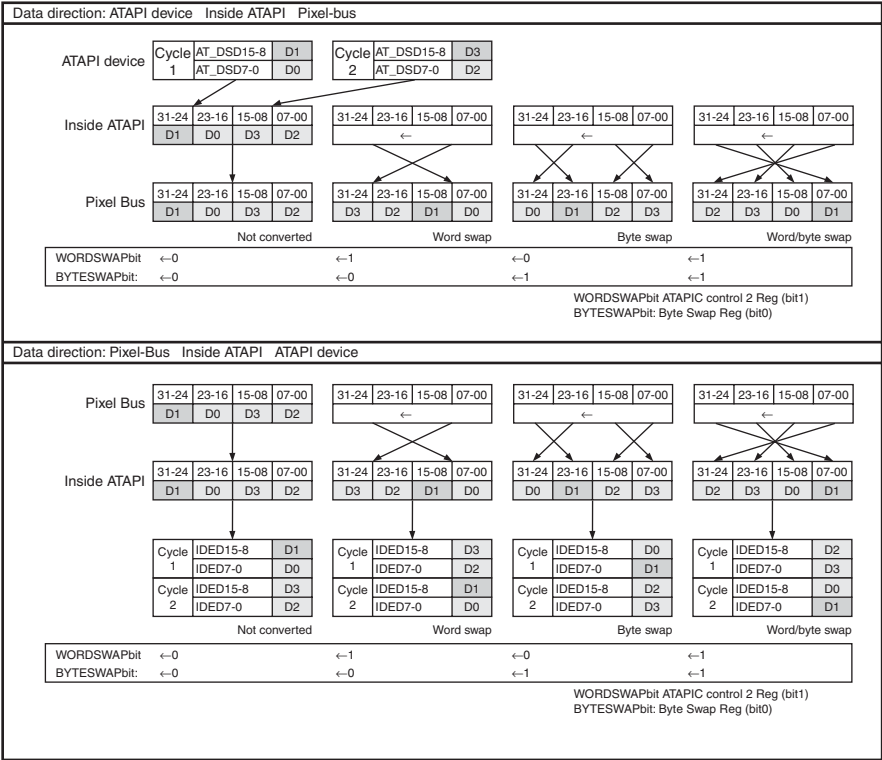 Data direction: ATAPI device Inside ATAPI Pixel-bus
ATAPI device
Cycle 1 AT_DSD15-8 D1
AT_DSD7-0 D0
Cycle 2 AT_DSD15-8 D3
AT_DSD7-0 D2
Inside ATAPI
31-24 23-16 15-08 07-00 31-24 23-16 15-08 07-00 31-24 23-16 15-08 07-00 31-24 23-16 15-08 07-00
D1 D0 D3 D2 ← ← ←
Pixel Bus
31-24 23-16 15-08 07-00 31-24 23-16 15-08 07-00 31-24 23-16 15-08 07-00 31-24 23-16 15-08 07-00
D1 D0 D3 D2 D3 D2 D1 D0 D0 D1 D2 D3 D2 D3 D0 D1
Not converted Word swap Byte swap Word/byte swap
WORDSWAPbit ←0 ←1 ←0 ←1
BYTESWAPbit: ←0 ←0 ←1 ←1
WORDSWAPbit ATAPIC control 2 Reg (bit1)
BYTESWAPbit: Byte Swap Reg (bit0)
Data direction: Pixel-Bus Inside ATAPI ATAPI device
Pixel Bus
31-24 23-16 15-08 07-00 31-24 23-16 15-08 07-00 31-24 23-16 15-08 07-00 31-24 23-16 15-08 07-00
D1 D0 D3 D2 ← ← ←
Inside ATAPI
31-24 23-16 15-08 07-00 31-24 23-16 15-08 07-00 31-24 23-16 15-08 07-00 31-24 23-16 15-08 07-00
D1 D0 D3 D2 D3 D2 D1 D0 D0 D1 D2 D3 D2 D3 D0 D1
Cycle 1 IDED15-8 D1 Cycle 1 IDED15-8 D3 Cycle 1 IDED15-8 D0 Cycle 1 IDED15-8 D2
IDED7-0 D0 IDED7-0 D2 IDED7-0 D1 IDED7-0 D3
Cycle 2 IDED15-8 D3 Cycle 2 IDED15-8 D1 Cycle 2 IDED15-8 D2 Cycle 2 IDED15-8 D0
IDED7-0 D2 IDED7-0 D0 IDED7-0 D3 IDED7-0 D1
Not converted Word swap Byte swap Word/byte swap
WORDSWAPbit ←0 ←1 ←0 ←1
BYTESWAPbit: ←0 ←0 ←1 ←1
WORDSWAPbit ATAPIC control 2 Reg (bit1)
BYTESWAPbit: Byte Swap Reg (bit0)